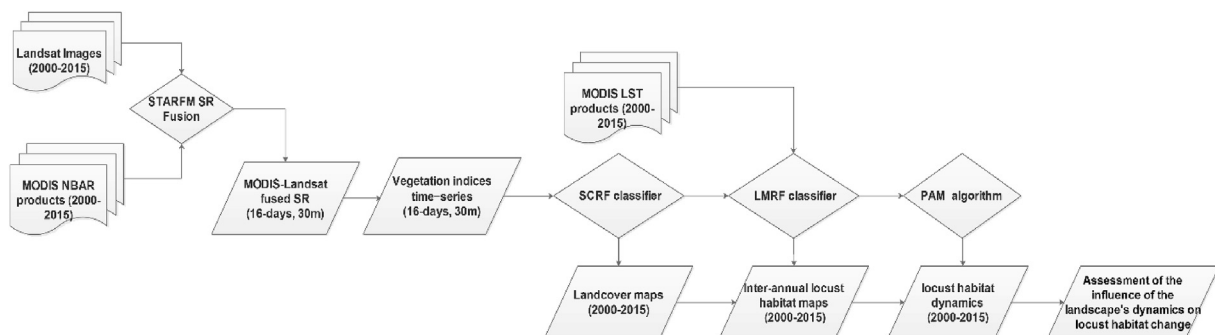 Landsat Images
(2000-2015)
STARFM SR
Fusion
MODIS NBAR
products (2000-
2015)
MODIS-Landsat
fused SR
(16-days, 30m)
Vegetation indices
time-series
(16-days, 30m)
MODIS LST
products (2000-
2015)
SCRF classifier
LMRF classifier
PAM algorithm
Landcover maps
(2000-2015)
Inter-annual locust
habitat maps
(2000-2015)
locust habitat
dynamics
(2000-2015)
Assessment of the
influence of the
landscape's dynamics on
locust habitat change